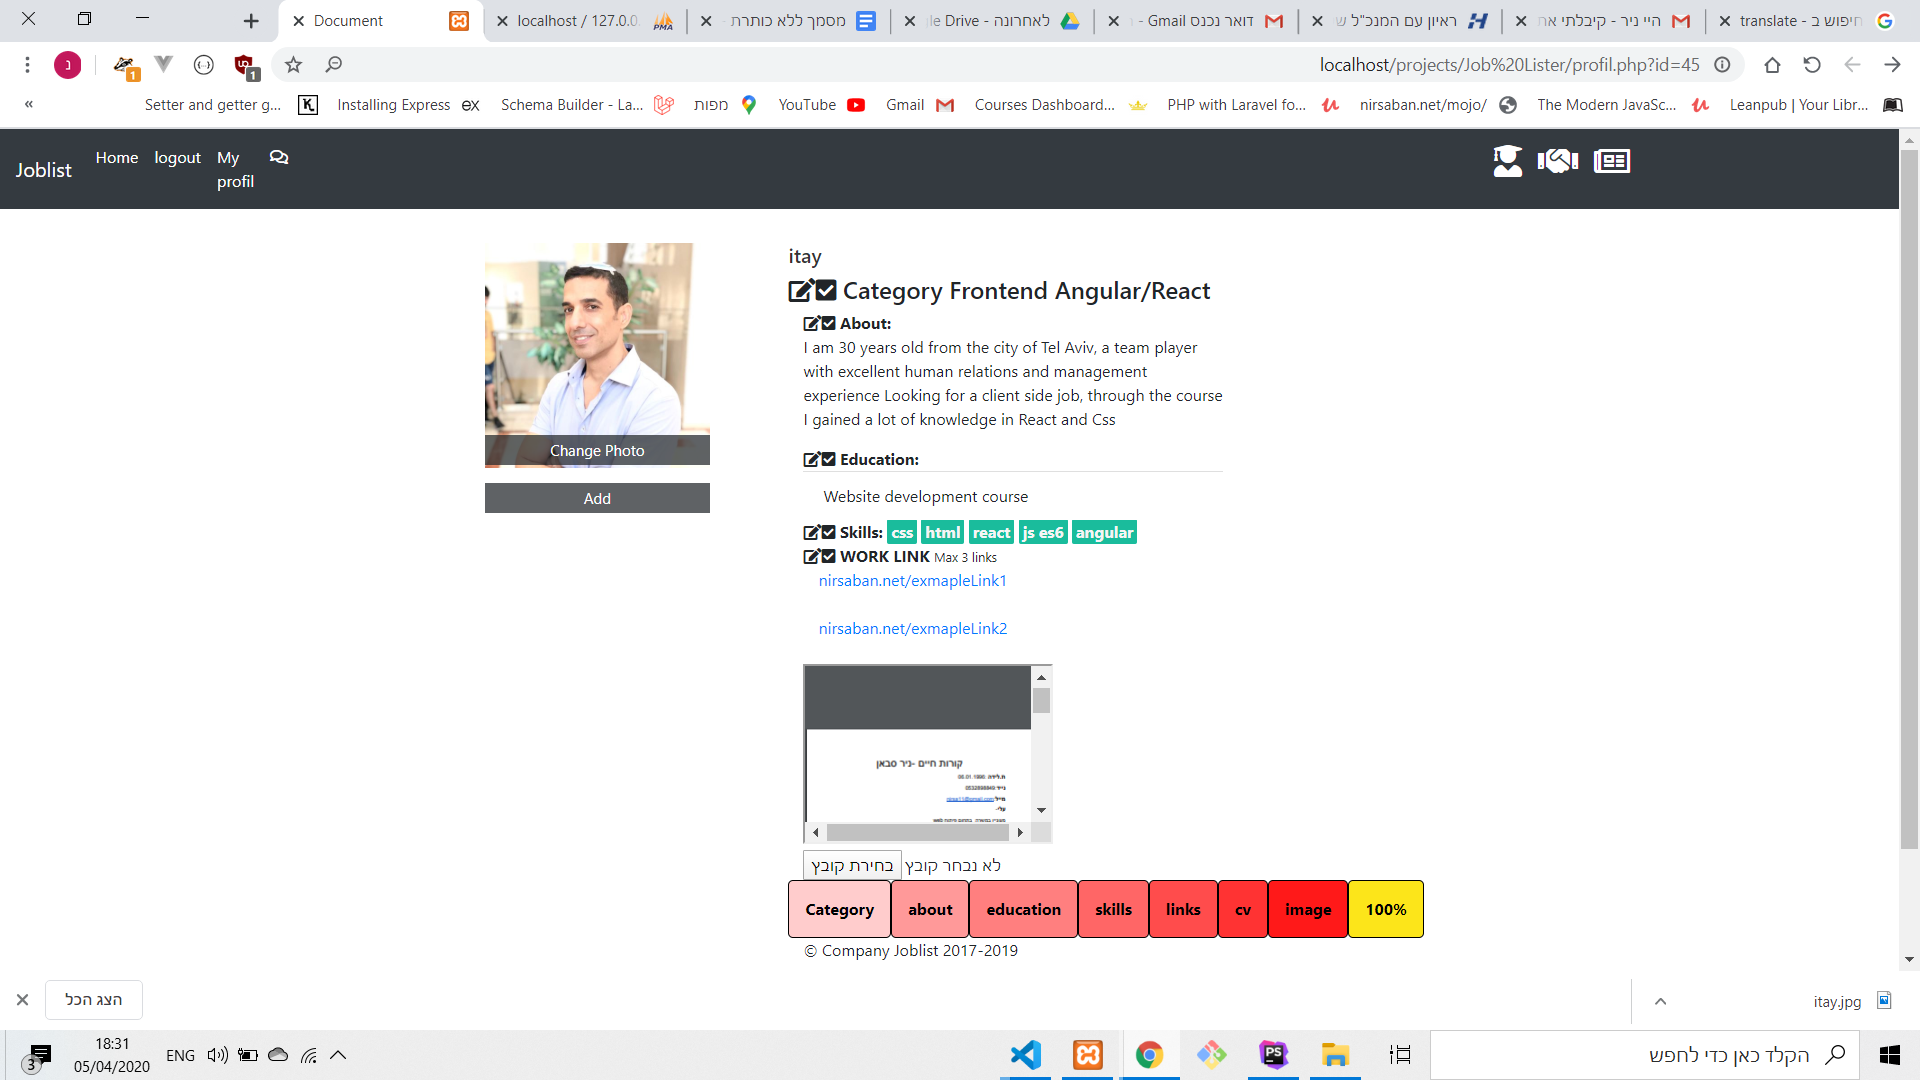 Document
localhost / 127.0.0.
מסמך ללא כותרת
לאחרונה - gle Drive
דואר נכנס - Gmail
ראיון עם המנכ"ל ש
היי ניר - קיבלתי את
חיפוש ב - translate
localhost/projects/Job%20Lister/profil.php?id=45
«
Setter and getter g...
Installing Express
Schema Builder - La...
מפות
YouTube
Gmail
Courses Dashboard...
PHP with Laravel fo...
nirsaban.net/mojo/
The Modern JavaSc...
Leanpub | Your Libr...
Joblist
Home
logout
My profil
itay
Category Frontend Angular/React
About:
I am 30 years old from the city of Tel Aviv, a team player
with excellent human relations and management
experience Looking for a client side job, through the course
I gained a lot of knowledge in React and Css
Change Photo
Add
Education:
Website development course
Skills: css html react js es6 angular
WORK LINK Max 3 links
nirsaban.net/exmapleLink1
nirsaban.net/exmapleLink2
קורות חיים -ניר סבאן
בחירת קובץ לא נבחר קובץ
Category about education skills links cv image 100%
© Company Joblist 2017-2019
הצג הכל
itay.jpg
18:31
05/04/2020
ENG
3
הקלד כאן כדי לחפש